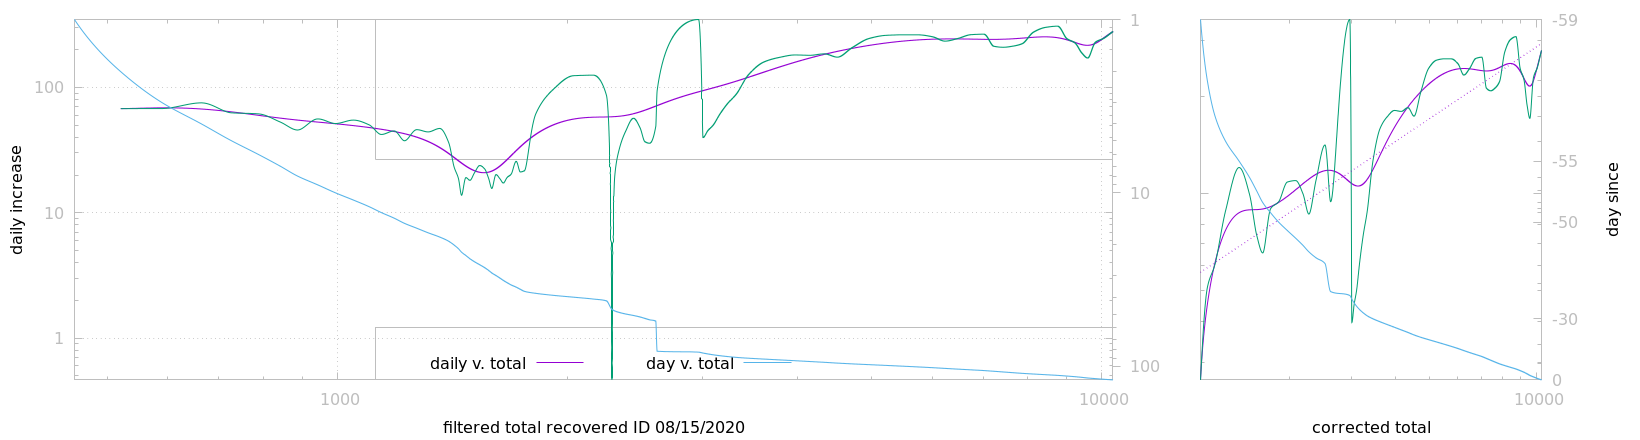 daily increase
100
10
1
1000
10000
1
10
100
daily v. total
day v. total
filtered total recovered ID 08/15/2020
-59
-55
-50
-30
0
day since
10000
corrected total